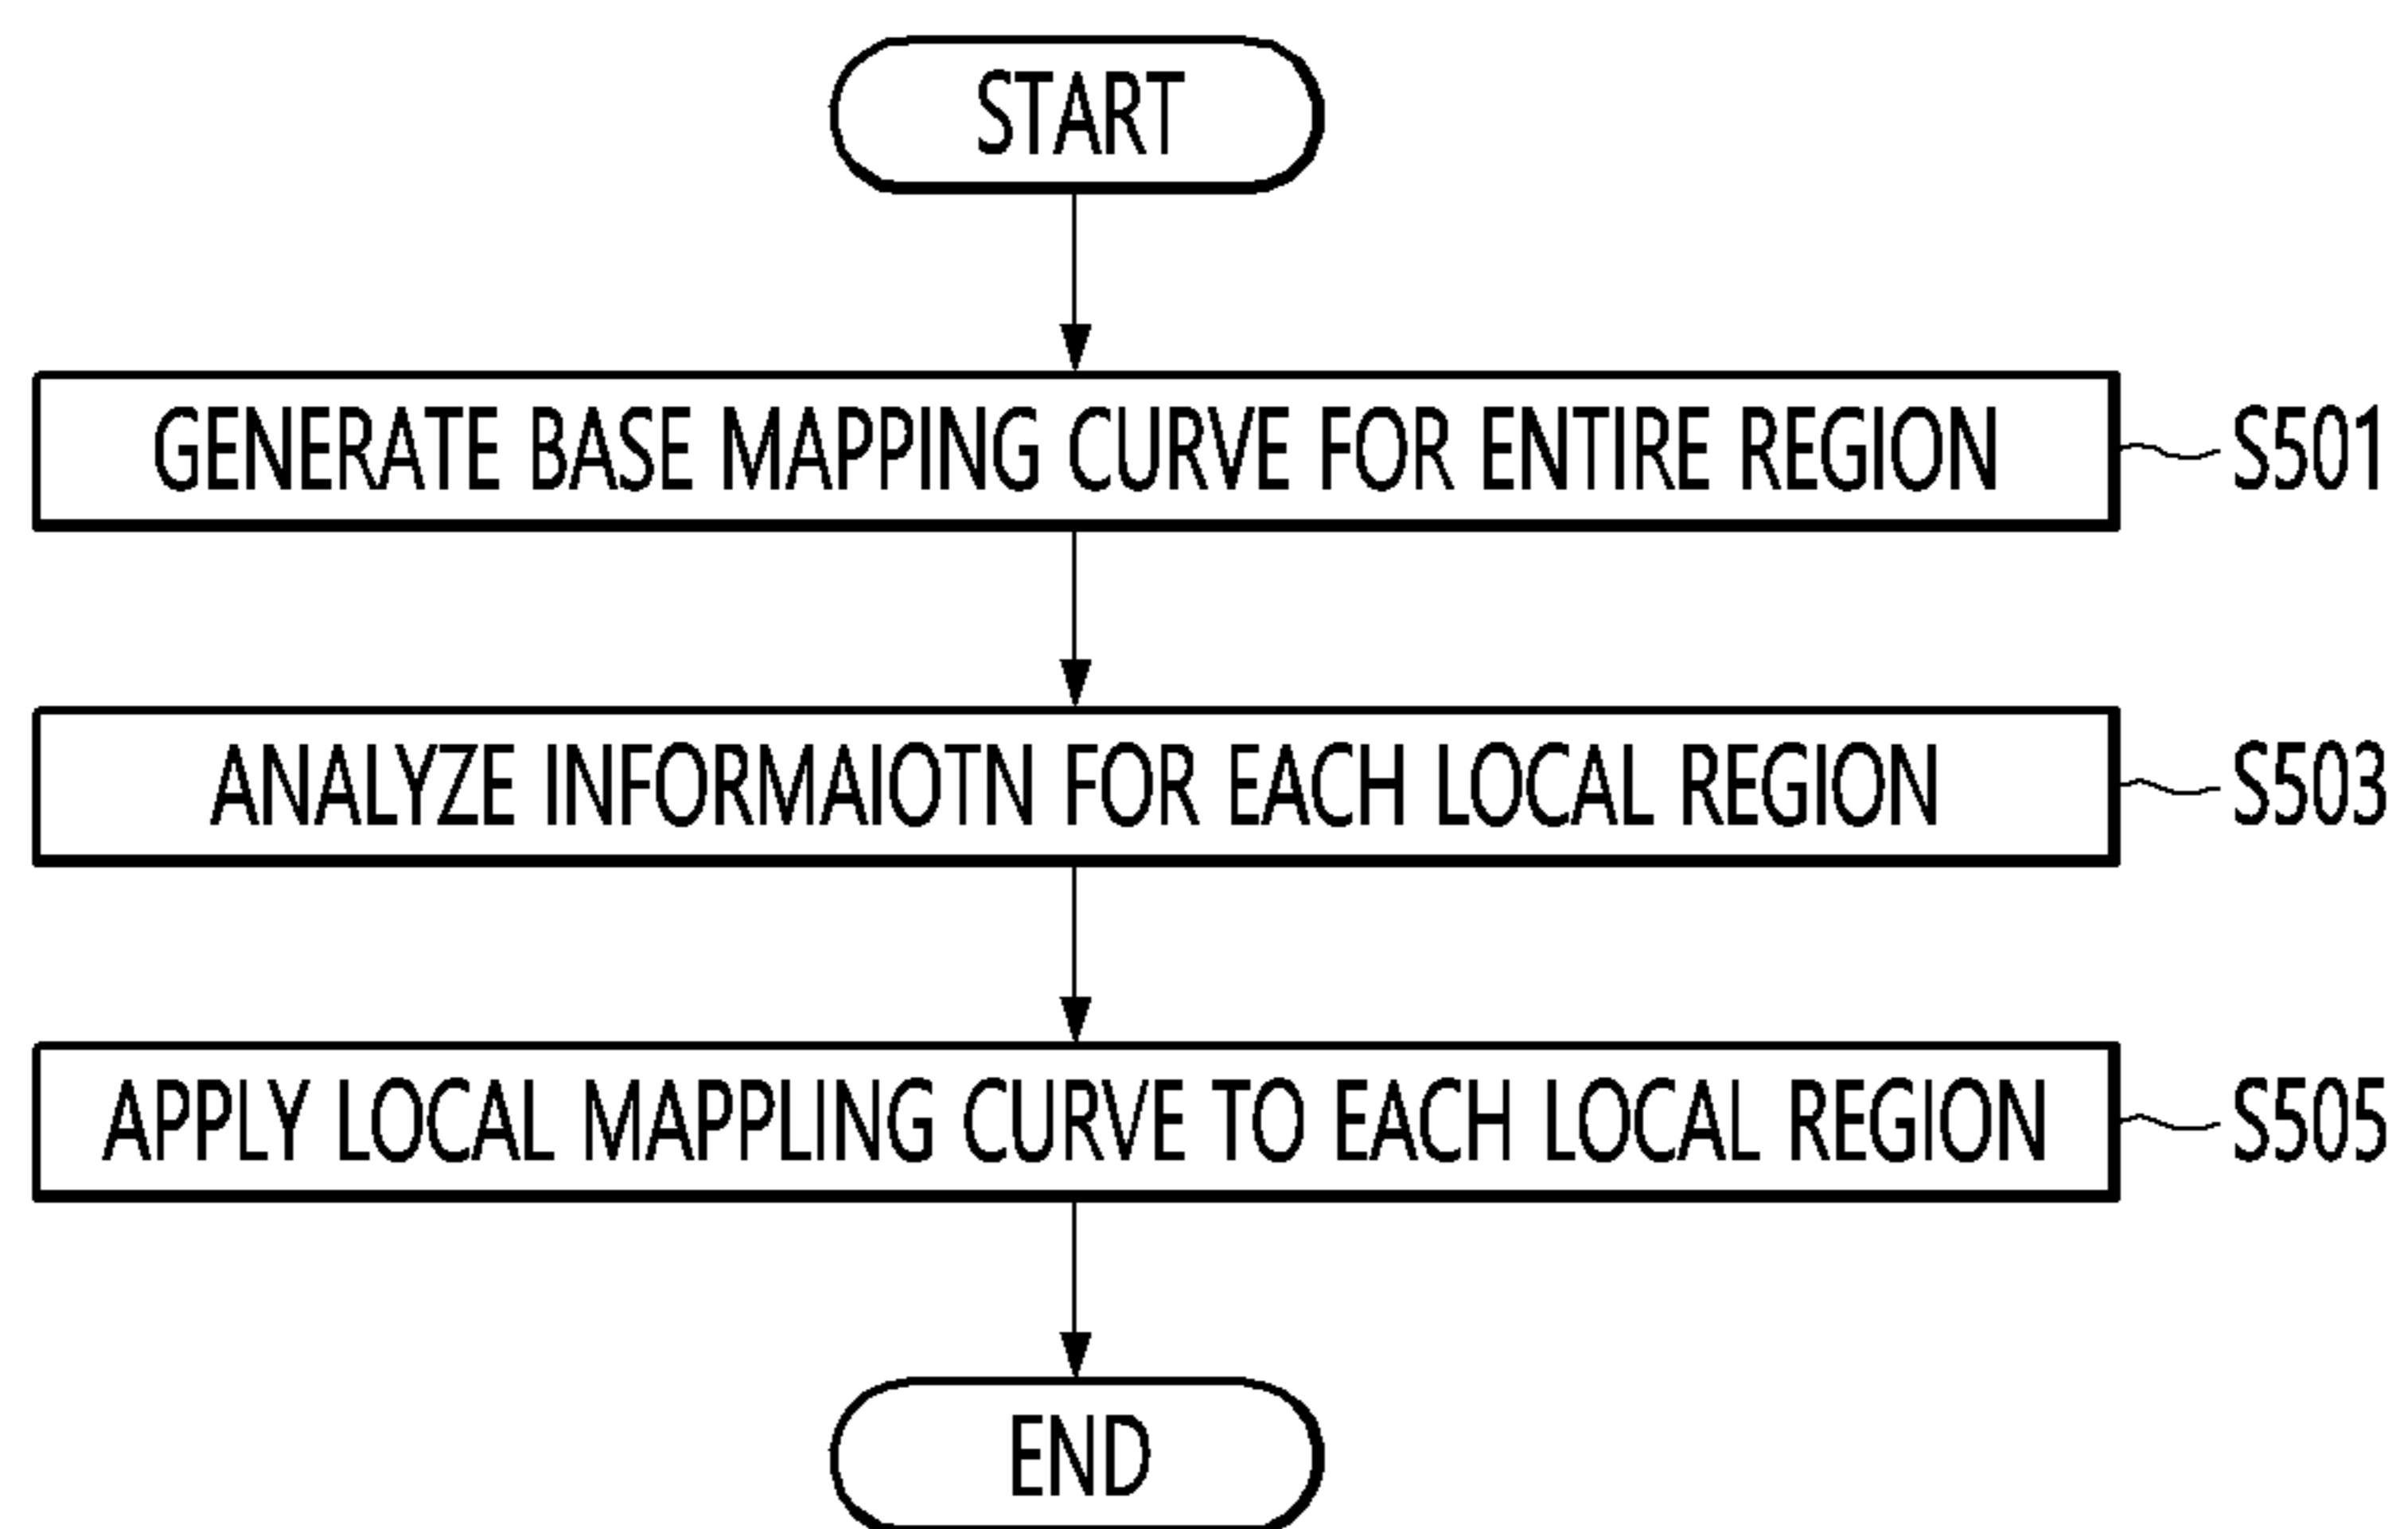 START
GENERATE BASE MAPPING CURVE FOR ENTIRE REGION
S501
ANALYZE INFORMAIOTN FOR EACH LOCAL REGION
S503
APPLY LOCAL MAPPLING CURVE TO EACH LOCAL REGION
S505
END